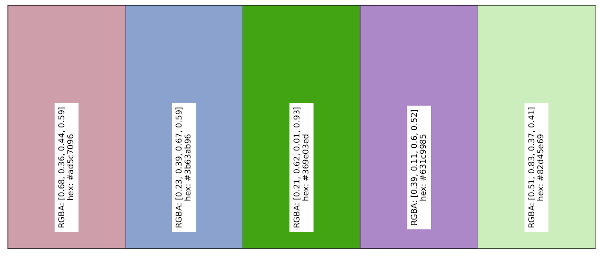 RGBA: [0.68, 0.36, 0.44, 0.59]
hex: #ad5c7096
RGBA: [0.23, 0.39, 0.67, 0.59]
hex: #3b63ab96
RGBA: [0.21, 0.62, 0.01, 0.93]
hex: #369e03ed
RGBA: [0.39, 0.11, 0.6, 0.52]
hex: #631c9985
RGBA: [0.51, 0.83, 0.37, 0.41]
hex: #82d45e69